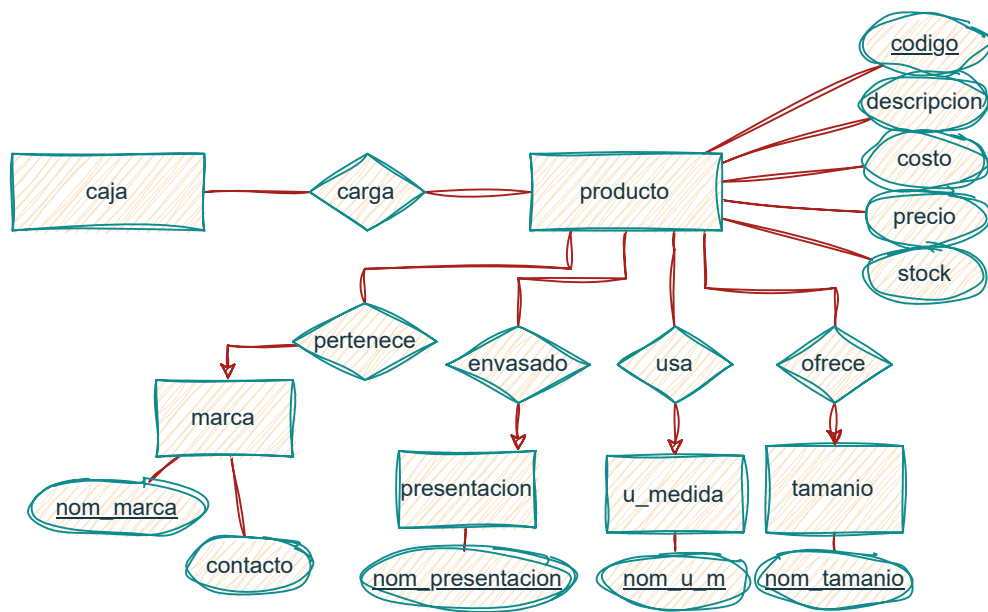 codigo
descripcion
costo
precio
stock
caja
carga
producto
pertenece
envasado
usa
ofrece
marca
presentacion
u_medida
tamanio
nom_marca
contacto
nom_presentacion
nom_u_m
nom_tamanio